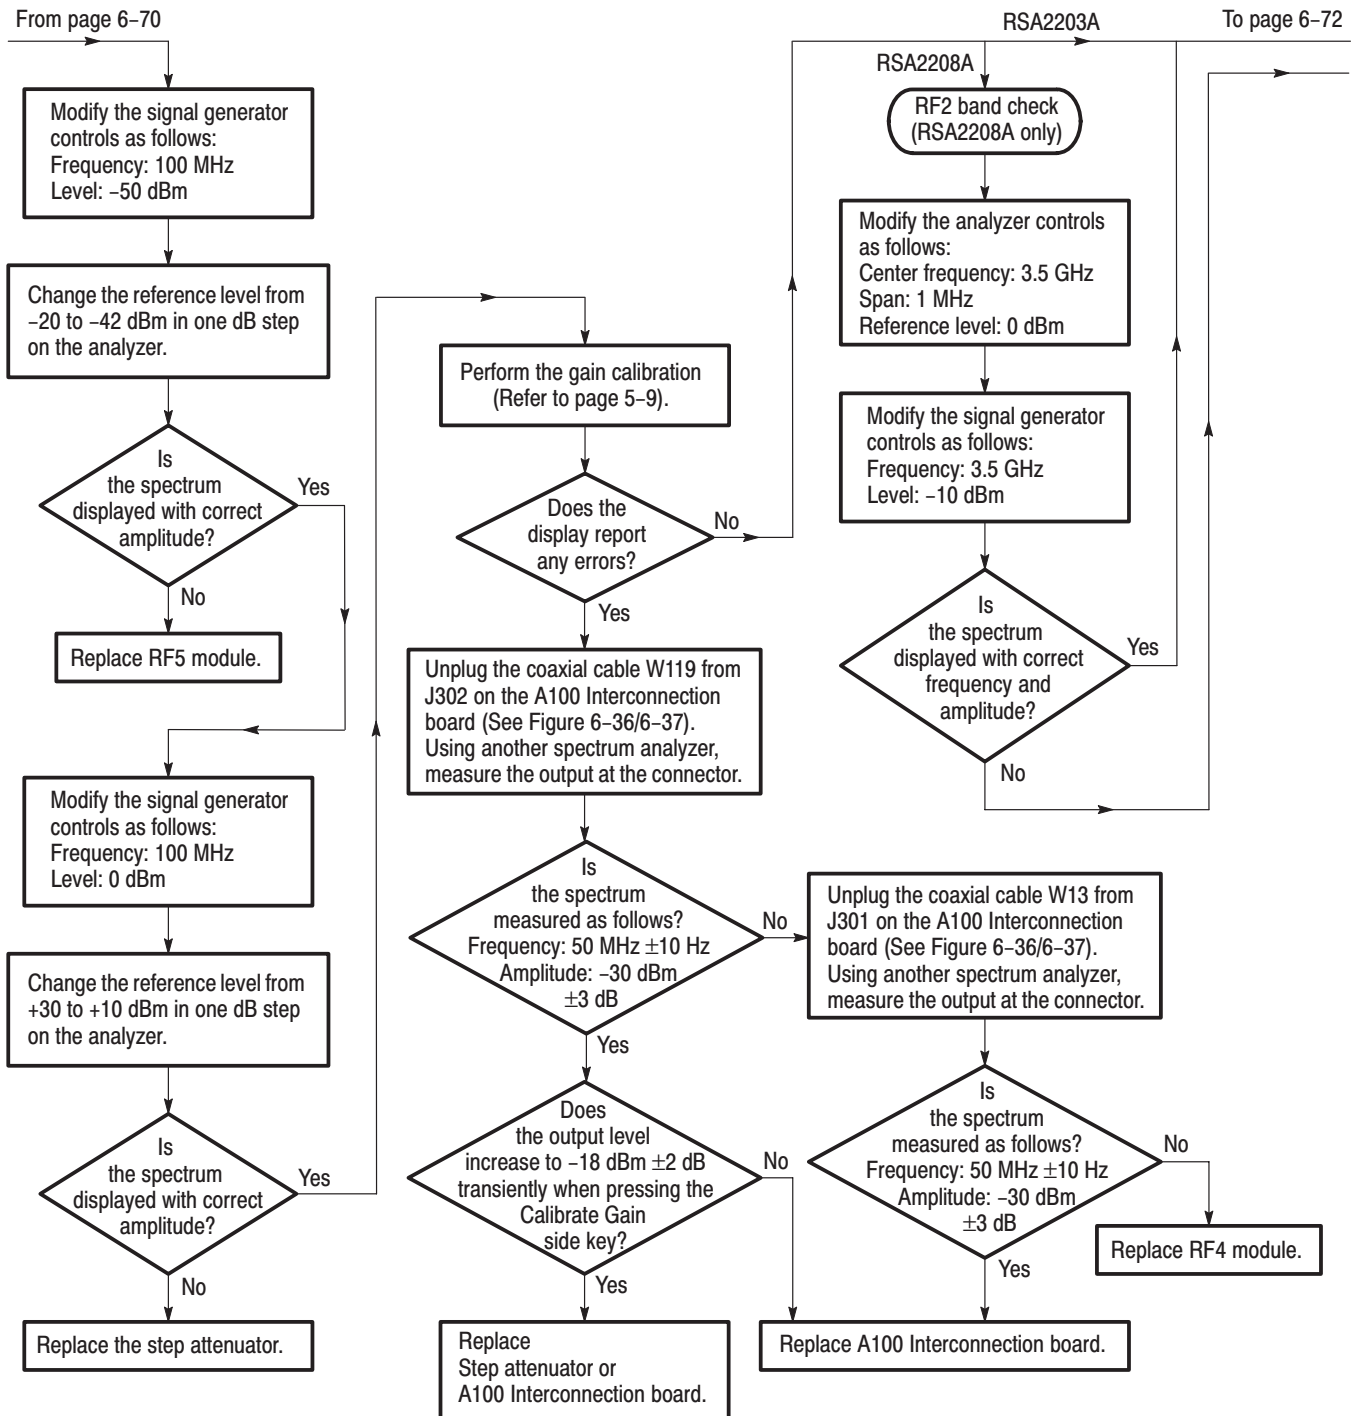 From page 6–70
Modify the signal generator
controls as follows:
Frequency: 100 MHz
Level: –50 dBm
Change the reference level from
–20 to –42 dBm in one dB step
on the analyzer.
Is
the spectrum
displayed with correct
amplitude?
Yes
No
Replace RF5 module.
Modify the signal generator
controls as follows:
Frequency: 100 MHz
Level: 0 dBm
Change the reference level from
+30 to +10 dBm in one dB step
on the analyzer.
Is
the spectrum
displayed with correct
amplitude?
Yes
No
Replace the step attenuator.
Perform the gain calibration
(Refer to page 5–9).
Does the
display report
any errors?
No
Yes
Unplug the coaxial cable W119 from
J302 on the A100 Interconnection
board (See Figure 6–36/6–37).
Using another spectrum analyzer,
measure the output at the connector.
Is
the spectrum
measured as follows?
Frequency: 50 MHz ±10 Hz
Amplitude: –30 dBm
±3 dB
No
Yes
Does
the output level
increase to –18 dBm ±2 dB
transiently when pressing the
Calibrate Gain
side key?
No
Yes
Replace
Step attenuator or
A100 Interconnection board.
RSA2203A
To page 6–72
RSA2208A
RF2 band check
(RSA2208A only)
Modify the analyzer controls
as follows:
Center frequency: 3.5 GHz
Span: 1 MHz
Reference level: 0 dBm
Modify the signal generator
controls as follows:
Frequency: 3.5 GHz
Level: –10 dBm
Is
the spectrum
displayed with correct
frequency and
amplitude?
Yes
No
Unplug the coaxial cable W13 from
J301 on the A100 Interconnection
board (See Figure 6–36/6–37).
Using another spectrum analyzer,
measure the output at the connector.
Is
the spectrum
measured as follows?
Frequency: 50 MHz ±10 Hz
Amplitude: –30 dBm
±3 dB
No
Yes
Replace RF4 module.
Replace A100 Interconnection board.